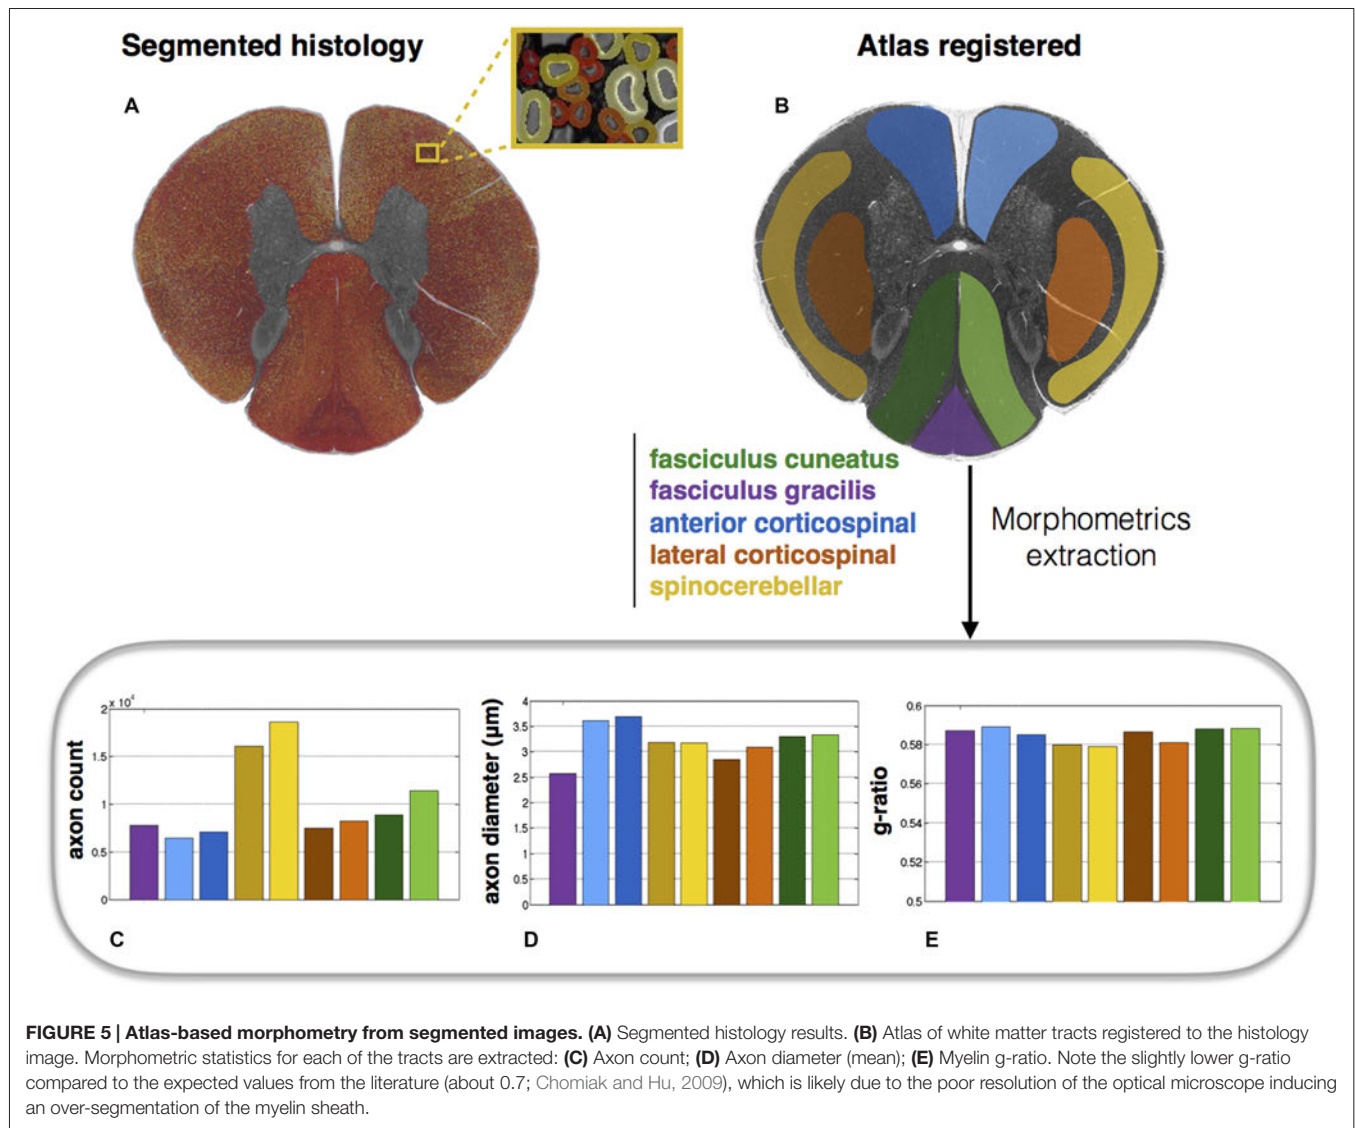 Segmented histology
Atlas registered
A
B
fasciculus cuneatus
fasciculus gracilis
anterior corticospinal
lateral corticospinal
spinocerebellar
Morphometrics
extraction
axon count
2 x 10^4
1.5
1
0.5
0
C
axon diameter (µm)
4
3.5
3
2.5
2
1.5
1
0.5
0
D
g-ratio
0.6
0.58
0.56
0.54
0.52
0.5
E
FIGURE 5 | Atlas-based morphometry from segmented images. (A) Segmented histology results. (B) Atlas of white matter tracts registered to the histology
image. Morphometric statistics for each of the tracts are extracted: (C) Axon count; (D) Axon diameter (mean); (E) Myelin g-ratio. Note the slightly lower g-ratio
compared to the expected values from the literature (about 0.7; Chomiak and Hu, 2009), which is likely due to the poor resolution of the optical microscope inducing
an over-segmentation of the myelin sheath.